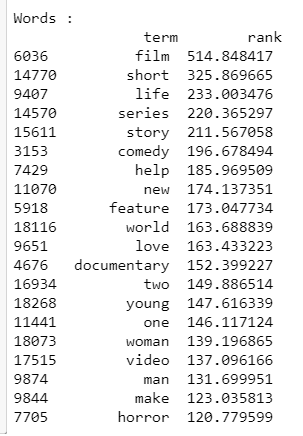 Words :
term rank
6036 film 514.848417
14770 short 325.869665
9407 life 233.003476
14570 series 220.365297
15611 story 211.567058
3153 comedy 196.678494
7429 help 185.969509
11070 new 174.137351
5918 feature 173.047734
18116 world 163.688839
9651 love 163.433223
4676 documentary 152.399227
16934 two 149.886514
18268 young 147.616339
11441 one 146.117124
18073 woman 139.196865
17515 video 137.096166
9874 man 131.699951
9844 make 123.035813
7705 horror 120.779599